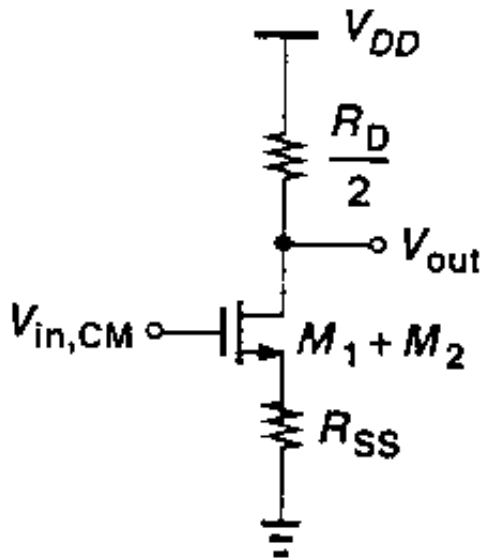 V_DD
R_D
2
V_out
V_in,CM
M_1 + M_2
R_SS